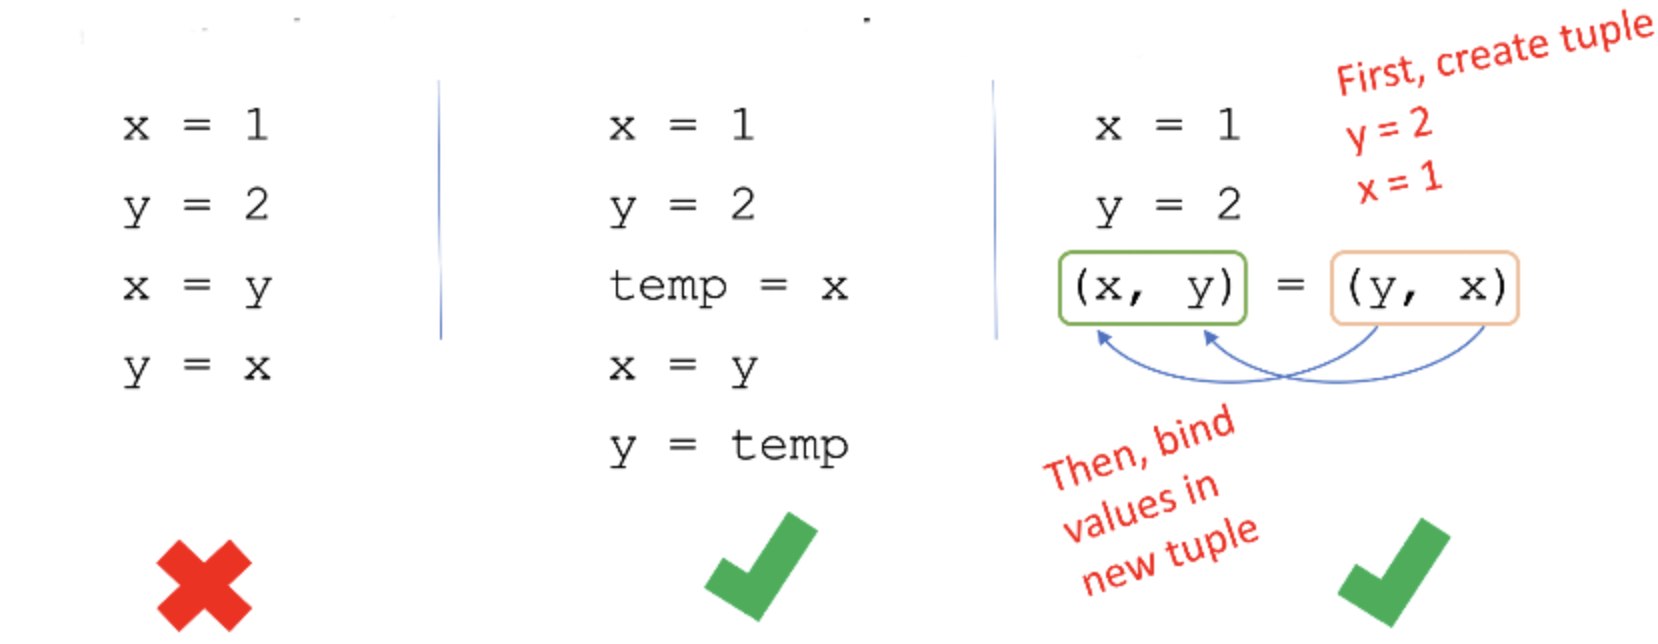 x = 1
y = 2
x = y
y = x
x = 1
y = 2
temp = x
x = y
y = temp
x = 1
y = 2
(x, y) = (y, x)
First, create tuple
y = 2
x = 1
Then, bind
values in
new tuple